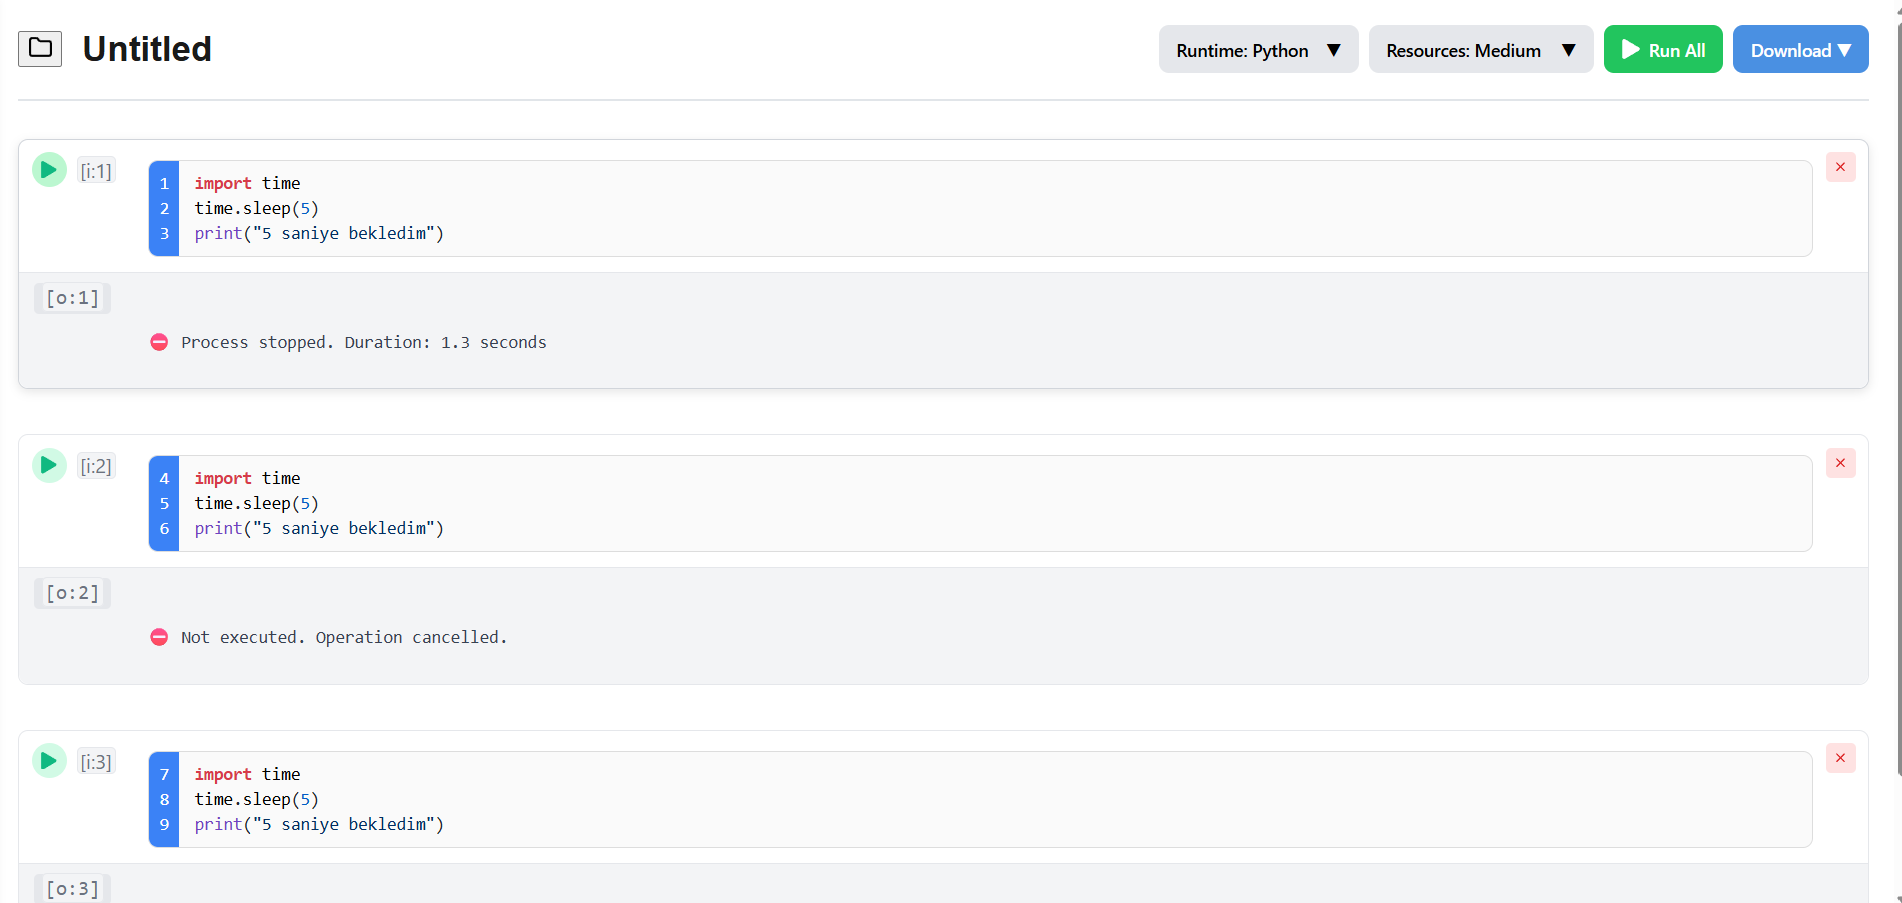 Untitled
Runtime: Python ▼
Resources: Medium ▼
Run All
Download ▼
[i:1]
1 import time
2 time.sleep(5)
3 print("5 saniye bekledim")
×
[o:1]
Process stopped. Duration: 1.3 seconds
[i:2]
4 import time
5 time.sleep(5)
6 print("5 saniye bekledim")
×
[o:2]
Not executed. Operation cancelled.
[i:3]
7 import time
8 time.sleep(5)
9 print("5 saniye bekledim")
×
[o:3]